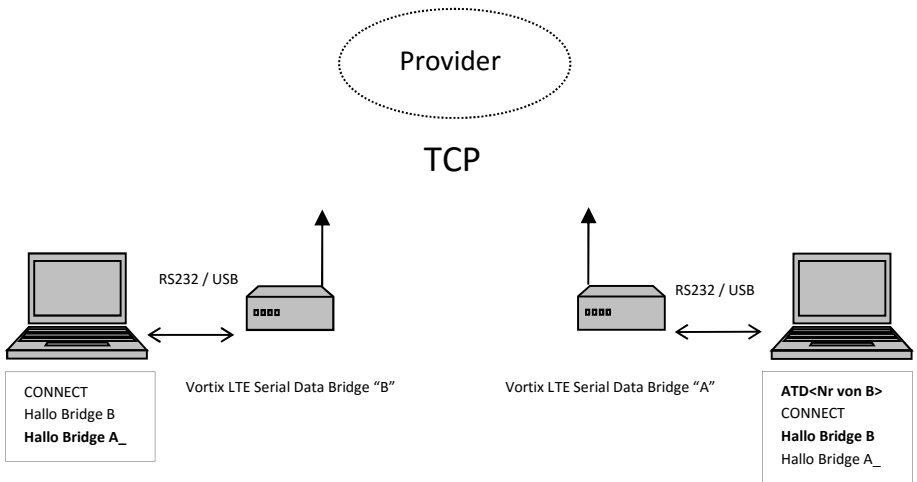 Provider
TCP
RS232 / USB
RS232 / USB
Vortix LTE Serial Data Bridge “B”
Vortix LTE Serial Data Bridge “A”
CONNECT
Hallo Bridge B
Hallo Bridge A_
ATD<Nr von B>
CONNECT
Hallo Bridge B
Hallo Bridge A_